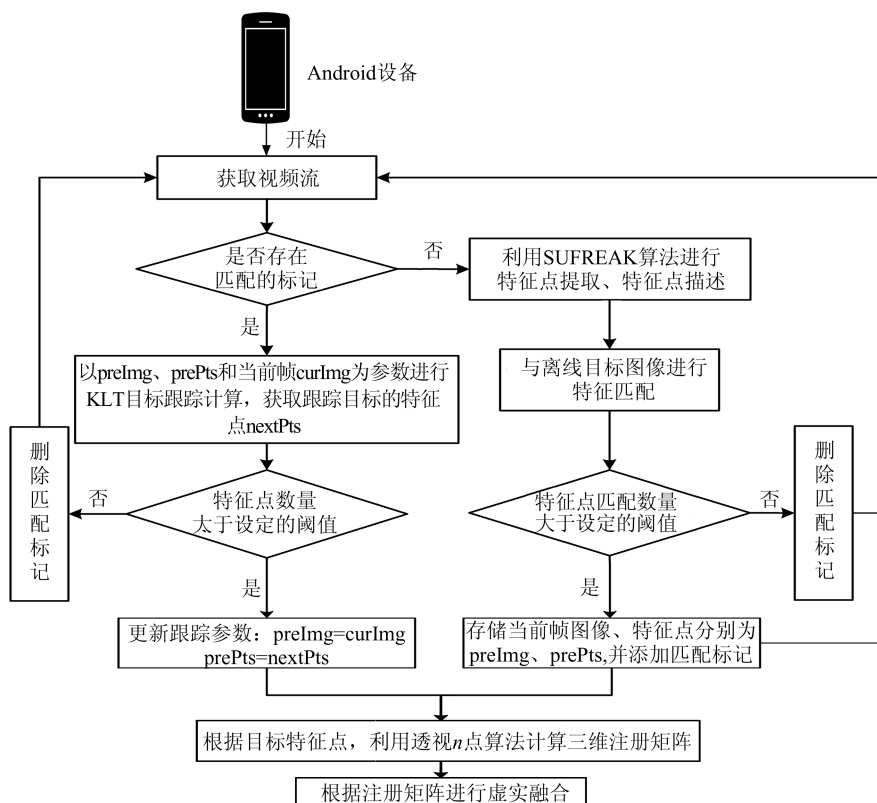 Android设备
开始
获取视频流
是否存在
匹配的标记
否
利用SUFREAK算法进行
特征点提取、特征点描述
是
以preImg、prePts和当前帧curImg为参数进行
KLT目标跟踪计算，获取跟踪目标的特征
点nextPts
与离线目标图像进行
特征匹配
删
除
匹
配
标
记
否
特征点数量
太于设定的阈值
特征点匹配数量
大于设定的阈值
否
删
除
匹
配
标
记
是
是
更新跟踪参数：preImg=curImg
prePts=nextPts
存储当前帧图像、特征点分别为
preImg、prePts,并添加匹配标记
根据目标特征点，利用透视n点算法计算三维注册矩阵
根据注册矩阵进行虚实融合